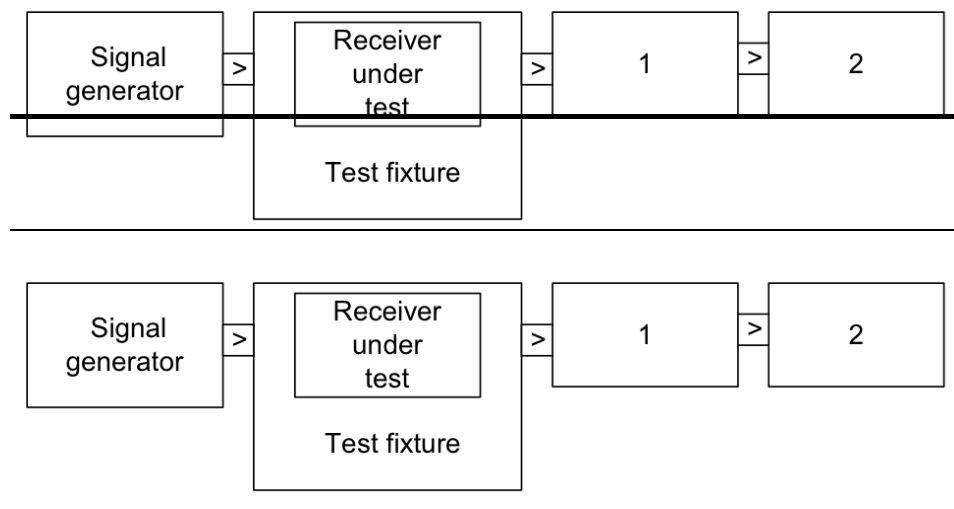 Signal
generator
>
Receiver
under
test
Test fixture
>
1
>
2
Signal
generator
>
Receiver
under
test
Test fixture
>
1
>
2